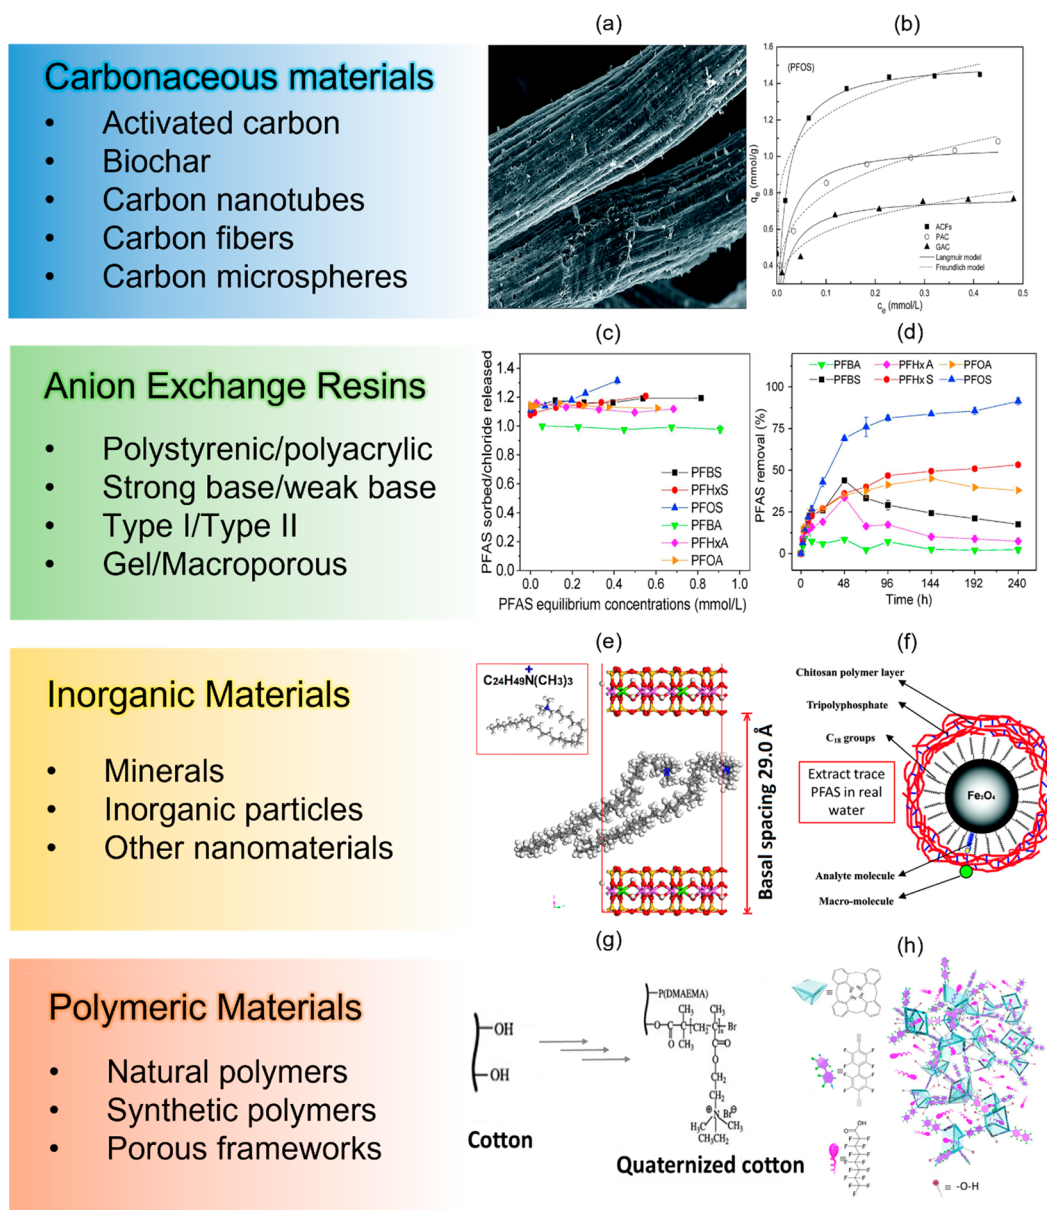 (a)
(b)
Carbonaceous materials
• Activated carbon
• Biochar
• Carbon nanotubes
• Carbon fibers
• Carbon microspheres
1.6
1.4
1.2
1.0
0.8
0.6
0.4
qe (mmol/g)
(PFOS)
ACFs
PAC
GAC
Langmuir model
Freundlich model
0.0 0.1 0.2 0.3 0.4 0.5
ce (mmol/L)
(c)
(d)
Anion Exchange Resins
• Polystyrenic/polyacrylic
• Strong base/weak base
• Type I/Type II
• Gel/Macroporous
PFAS sorbed/chloride released
1.4
1.2
1.0
0.8
0.6
0.4
0.2
0.0
PFBS
PFHxS
PFOS
PFBA
PFHxA
PFOA
0.0 0.2 0.4 0.6 0.8 1.0
PFAS equilibrium concentrations (mmol/L)
PFBA PFHxA PFOA
PFBS PFHxS PFOS
PFAS removal (%)
100
75
50
25
0
0 48 96 144 192 240
Time (h)
(e)
(f)
Inorganic Materials
• Minerals
• Inorganic particles
• Other nanomaterials
+
C24H49N(CH3)3
Basal spacing 29.0 Å
Chitosan polymer layer
Tripolyphosphate
C18 groups
Extract trace
PFAS in real
water
Fe3O4
Analyte molecule
Macro-molecule
(g)
(h)
Polymeric Materials
• Natural polymers
• Synthetic polymers
• Porous frameworks
OH
OH
Cotton
P(DMAEMA)
Quaternized cotton
≡ -O-H